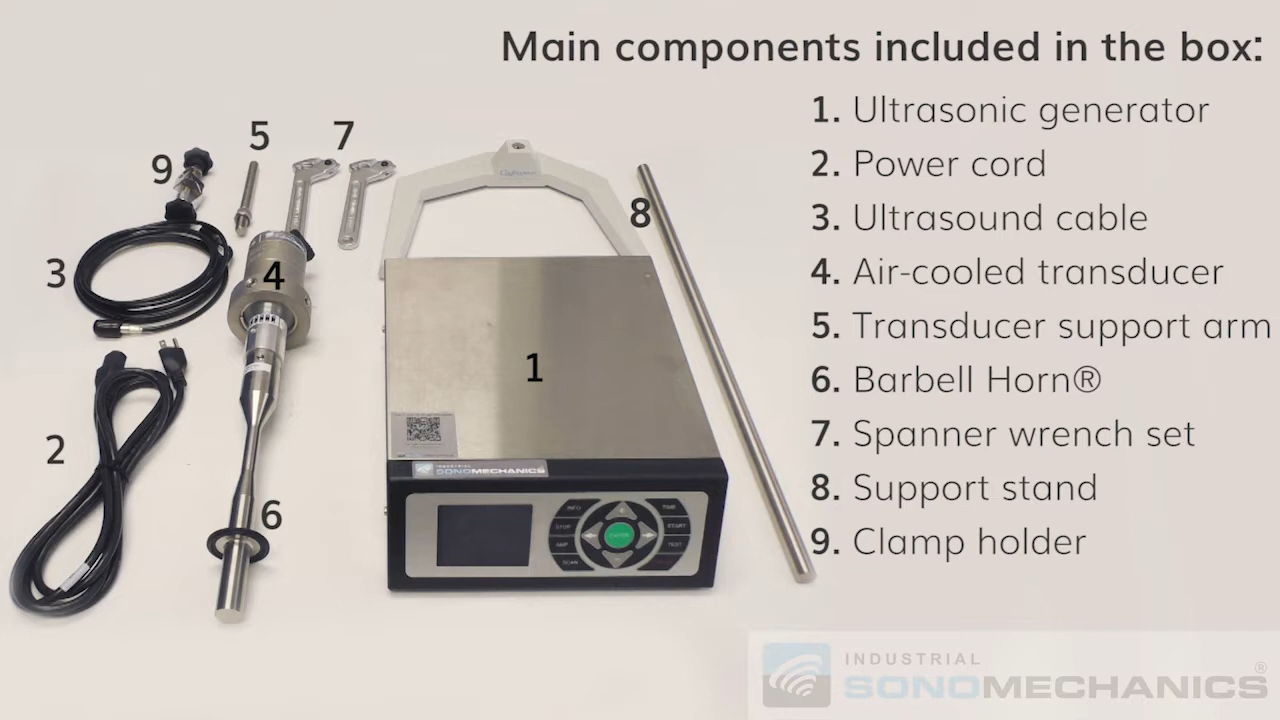 Main components included in the box:
1. Ultrasonic generator
2. Power cord
3. Ultrasound cable
4. Air-cooled transducer
5. Transducer support arm
6. Barbell Horn®
7. Spanner wrench set
8. Support stand
9. Clamp holder
5
7
9
8
3
4
1
2
6
INDUSTRIAL
SONOMECHANICS
INFO
TIME
STOP
START
AMP
TEST
SCAN
INDUSTRIAL
SONOMECHANICS®